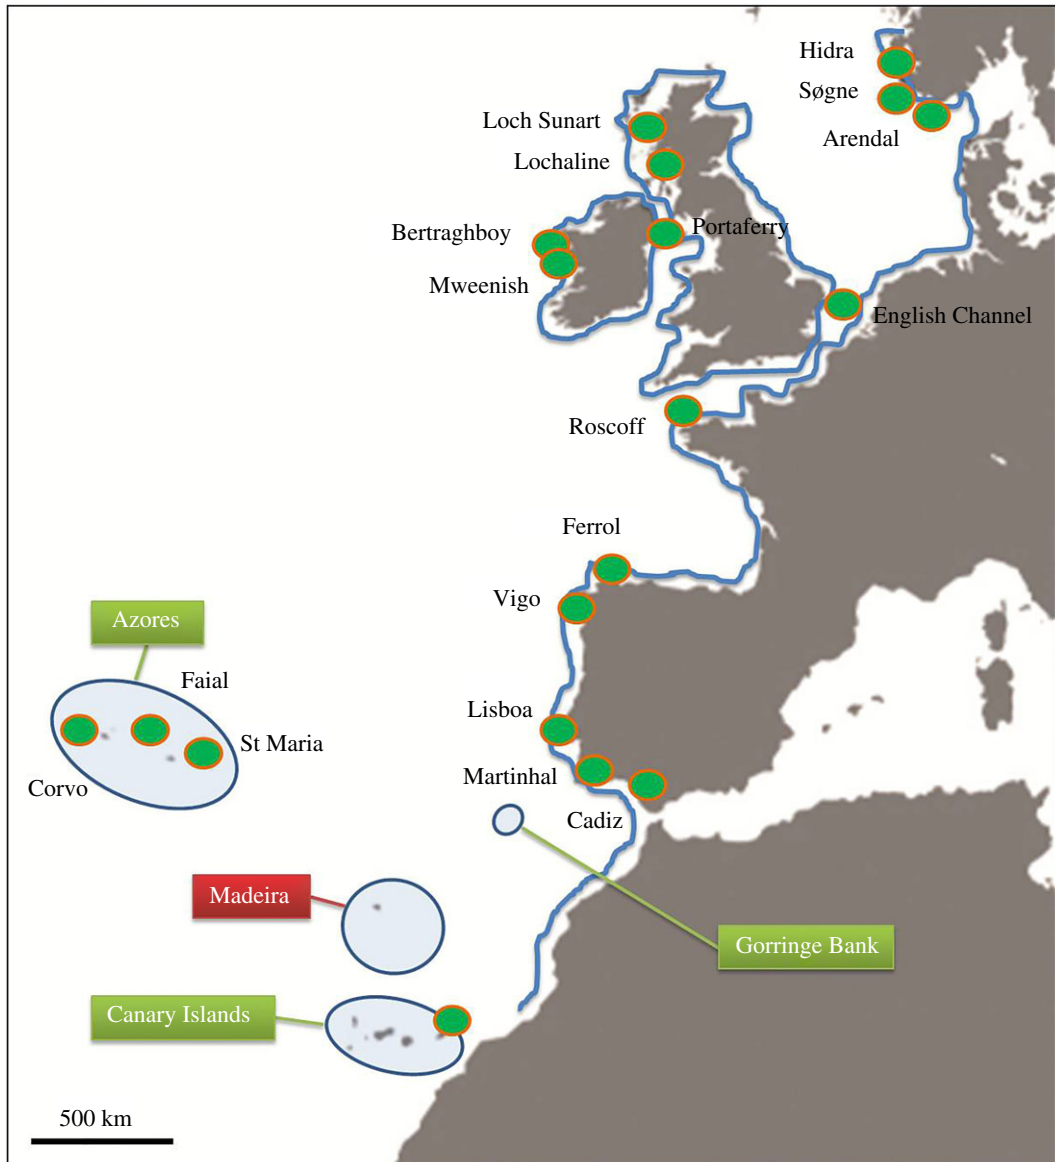 Hidra
Søgne
Arendal
Loch Sunart
Lochaline
Portaferry
Bertraghboy
Mweenish
English Channel
Roscoff
Ferrol
Vigo
Azores
Faial
St Maria
Corvo
Lisboa
Martinhal
Cadiz
Madeira
Gorringe Bank
Canary Islands
500 km